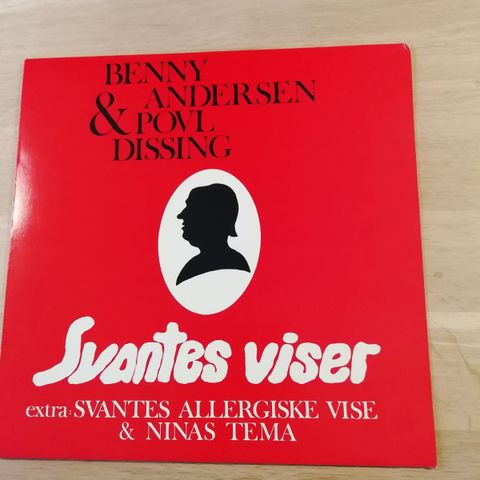 BENNY
ANDERSEN
& POVL
DISSING
Svantes viser
extra: SVANTES ALLERGISKE VISE
& NINAS TEMA